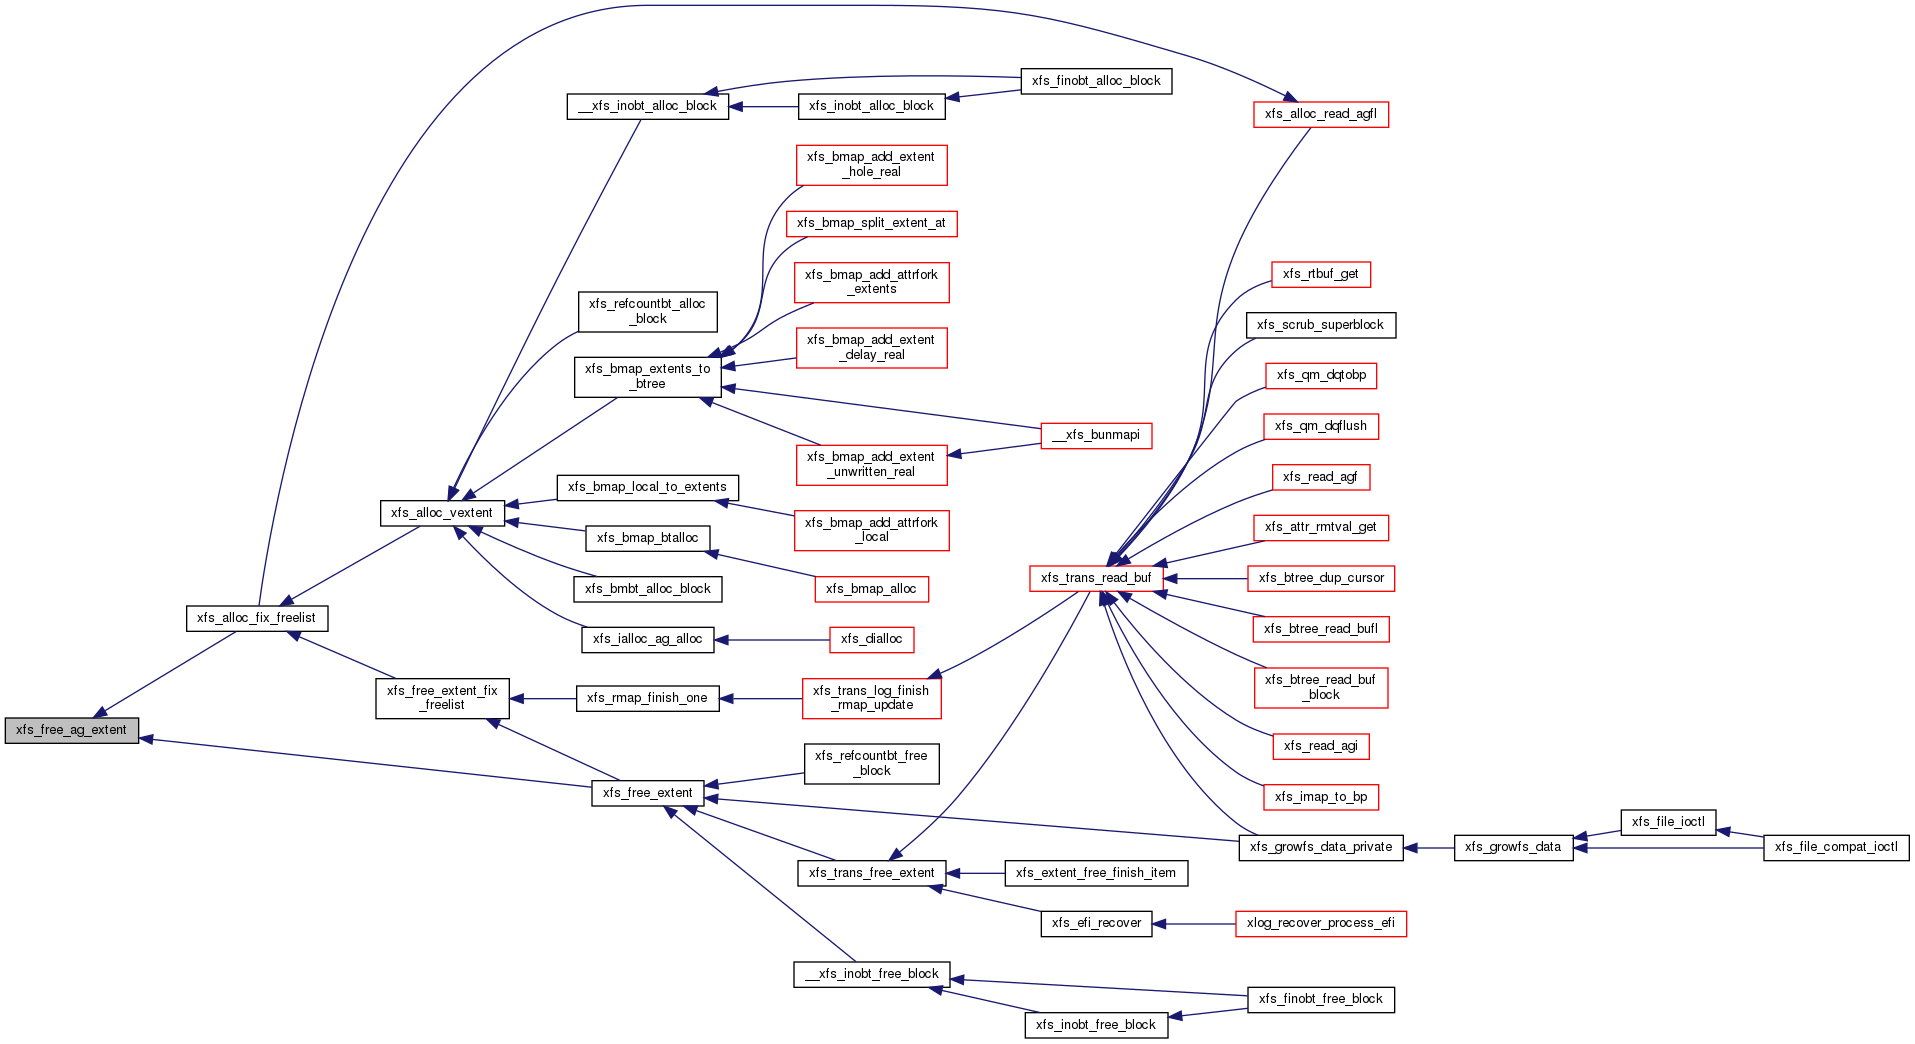 xfs_finobt_alloc_block
__xfs_inobt_alloc_block
xfs_inobt_alloc_block
xfs_alloc_read_agfl
xfs_bmap_add_extent
_hole_real
xfs_bmap_split_extent_at
xfs_bmap_add_attrfork
_extents
xfs_rtbuf_get
xfs_refcountbt_alloc
_block
xfs_scrub_superblock
xfs_bmap_add_extent
_delay_real
xfs_bmap_extents_to
_btree
xfs_qm_dqtobp
xfs_qm_dqflush
__xfs_bunmapi
xfs_bmap_add_extent
_unwritten_real
xfs_read_agf
xfs_bmap_local_to_extents
xfs_alloc_vextent
xfs_bmap_add_attrfork
_local
xfs_attr_rmtval_get
xfs_bmap_btalloc
xfs_trans_read_buf
xfs_btree_dup_cursor
xfs_bmbt_alloc_block
xfs_bmap_alloc
xfs_alloc_fix_freelist
xfs_btree_read_bufl
xfs_ialloc_ag_alloc
xfs_dialloc
xfs_btree_read_buf
_block
xfs_free_extent_fix
_freelist
xfs_rmap_finish_one
xfs_trans_log_finish
_rmap_update
xfs_free_ag_extent
xfs_read_agi
xfs_refcountbt_free
_block
xfs_free_extent
xfs_imap_to_bp
xfs_file_ioctl
xfs_growfs_data_private
xfs_growfs_data
xfs_file_compat_ioctl
xfs_trans_free_extent
xfs_extent_free_finish_item
xfs_efi_recover
xlog_recover_process_efi
__xfs_inobt_free_block
xfs_finobt_free_block
xfs_inobt_free_block